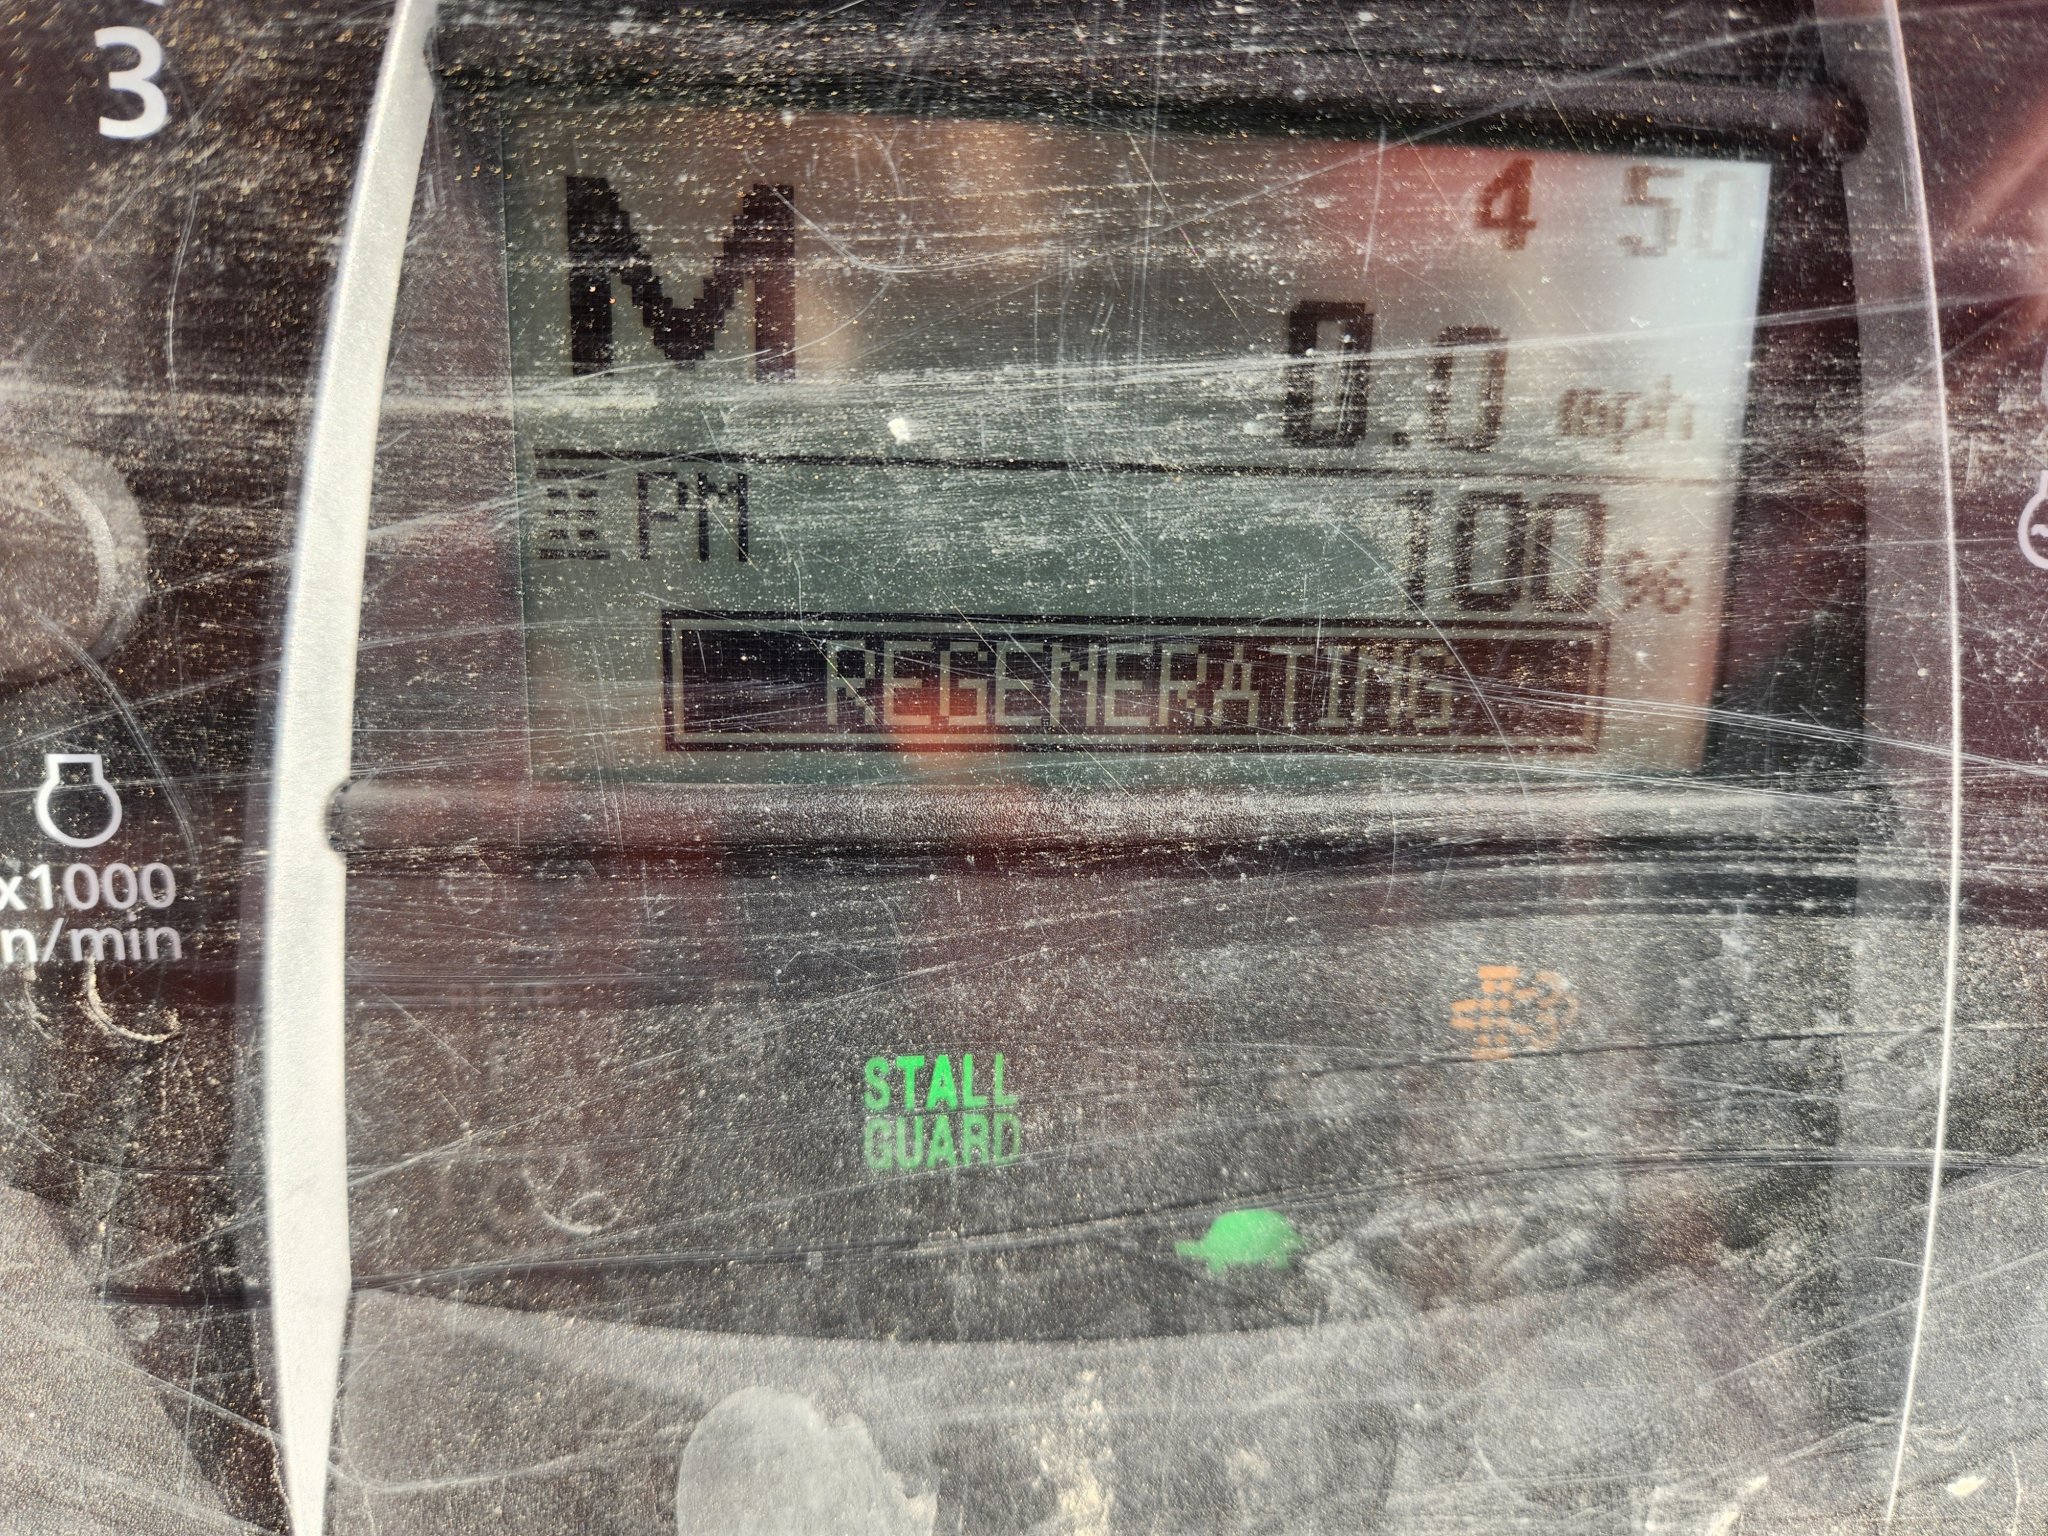 3
M
4 50
0.0 mph
PM
100 %
REGENERATING
x1000
n/min
STALL
GUARD